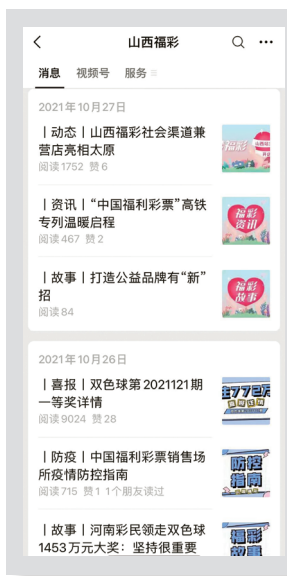 山西福彩
消息 视频号 服务
2021年10月27日
丨动态丨山西福彩社会渠道兼
营店亮相太原
阅读1752 赞6
福彩
丨资讯丨“中国福利彩票”高铁
专列温暖启程
阅读467 赞2
福彩
资讯
丨故事丨打造公益品牌有“新”
招
阅读84
福彩
故事
2021年10月26日
丨喜报丨双色球第2021121期
一等奖详情
阅读9024 赞28
丨防疫丨中国福利彩票销售场
所疫情防控指南
阅读715 赞1 1个朋友读过
防控
指南
丨故事丨河南彩民领走双色球
1453万元大奖：坚持很重要
福彩
故事